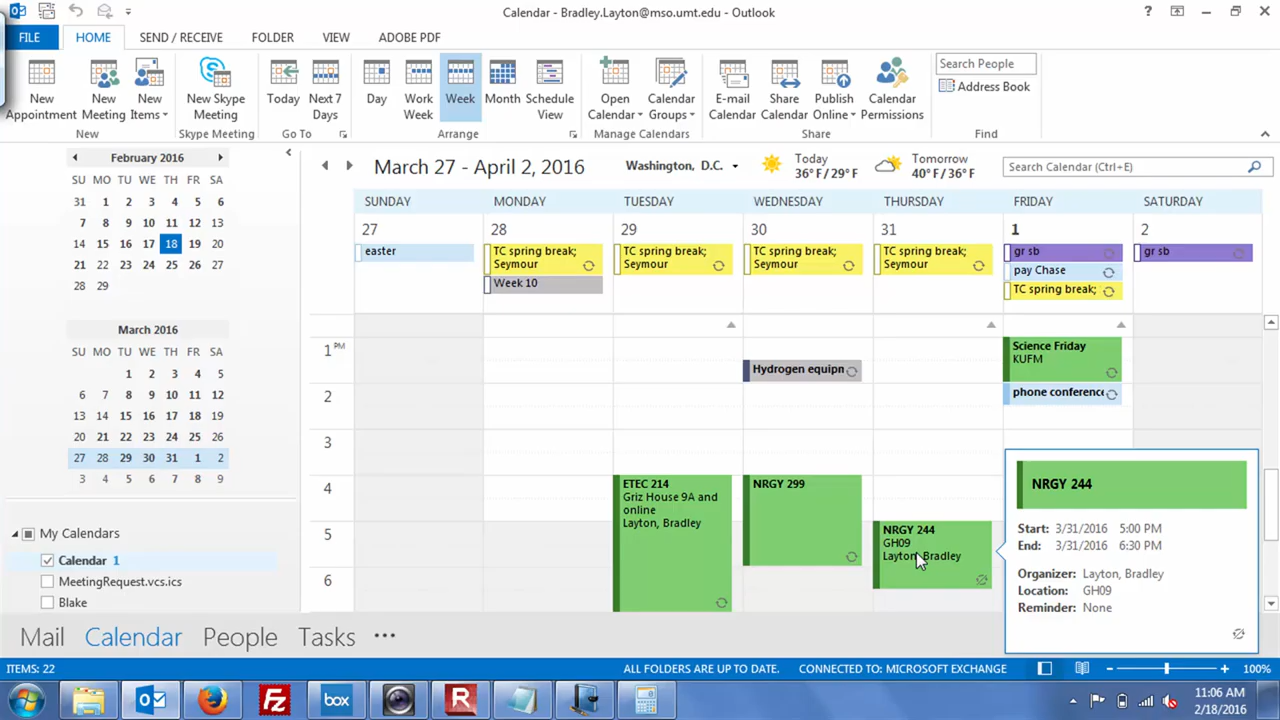 Calendar - Bradley.Layton@mso.umt.edu - Outlook
FILE HOME SEND / RECEIVE FOLDER VIEW ADOBE PDF
New Appointment
New Meeting
New Items
New Skype Meeting
Today
Next 7 Days
Day
Work Week
Week
Month
Schedule View
Open Calendar
Calendar Groups
E-mail Calendar
Share Calendar
Publish Online
Calendar Permissions
Search People
Address Book
New
Skype Meeting
Go To
Arrange
Manage Calendars
Share
Find
February 2016
SU MO TU WE TH FR SA
31 1 2 3 4 5 6
7 8 9 10 11 12 13
14 15 16 17 18 19 20
21 22 23 24 25 26 27
28 29
March 2016
SU MO TU WE TH FR SA
1 2 3 4 5
6 7 8 9 10 11 12
13 14 15 16 17 18 19
20 21 22 23 24 25 26
27 28 29 30 31 1 2
3 4 5 6 7 8 9
My Calendars
Calendar 1
MeetingRequest.vcs.ics
Blake
March 27 - April 2, 2016
Washington, D.C.
Today
36° F / 29° F
Tomorrow
40° F / 36° F
Search Calendar (Ctrl+E)
SUNDAY MONDAY TUESDAY WEDNESDAY THURSDAY FRIDAY SATURDAY
27 28 29 30 31 1 2
easter
TC spring break;
Seymour
Week 10
TC spring break;
Seymour
TC spring break;
Seymour
TC spring break;
Seymour
gr sb
pay Chase
TC spring break;
gr sb
1 PM
2
3
4
5
6
Hydrogen equipn
Science Friday
KUFM
phone conference
ETEC 214
Griz House 9A and
online
Layton, Bradley
NRGY 299
NRGY 244
GH09
Layton, Bradley
NRGY 244
Start: 3/31/2016 5:00 PM
End: 3/31/2016 6:30 PM
Organizer: Layton, Bradley
Location: GH09
Reminder: None
Mail Calendar People Tasks •••
ITEMS: 22
ALL FOLDERS ARE UP TO DATE.
CONNECTED TO: MICROSOFT EXCHANGE
100%
box
11:06 AM
2/18/2016